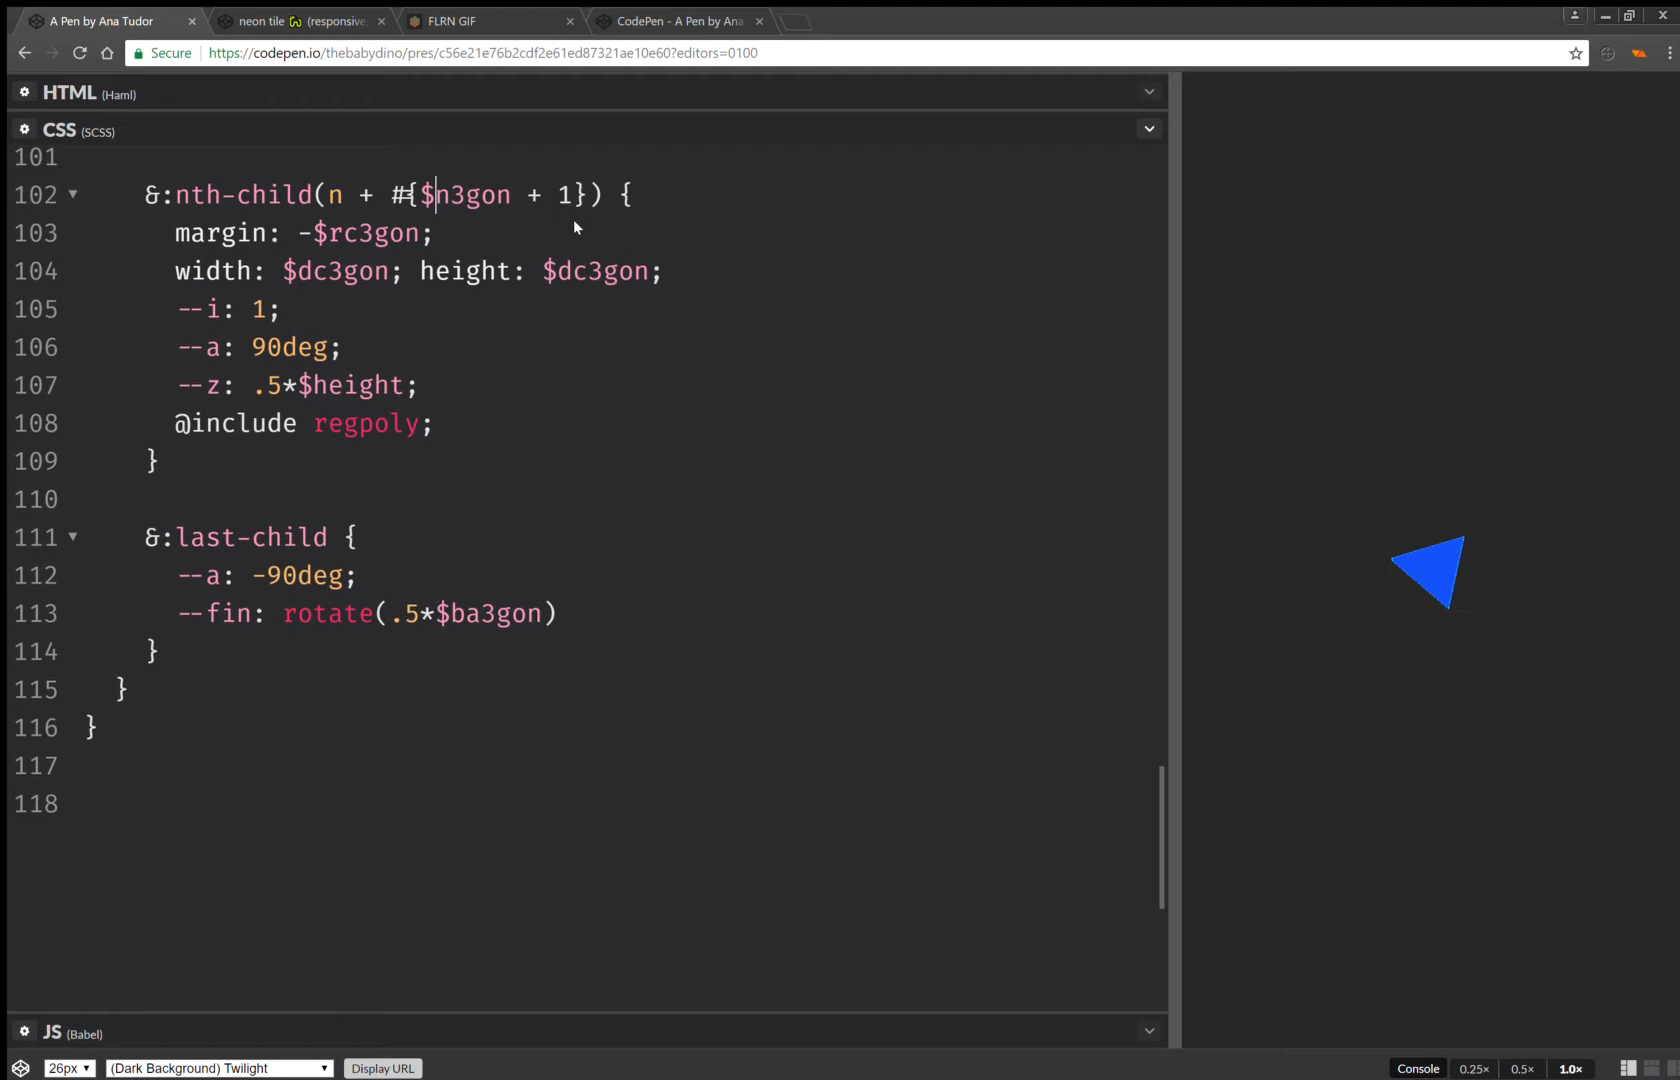 A Pen by Ana Tudor
neon tile (responsive,
FLRN GIF
CodePen - A Pen by Ana
Secure
https://codepen.io/thebabydino/pres/c56e21e76b2cdf2e61ed87321ae10e60?editors=0100
HTML (Haml)
CSS (SCSS)
101
102 &:nth-child(n + #{$n3gon + 1}) {
103 margin: -$rc3gon;
104 width: $dc3gon; height: $dc3gon;
105 --i: 1;
106 --a: 90deg;
107 --z: .5*$height;
108 @include regpoly;
109 }
110
111 &:last-child {
112 --a: -90deg;
113 --fin: rotate(.5*$ba3gon)
114 }
115 }
116 }
117
118
JS (Babel)
26px
(Dark Background) Twilight
Display URL
Console
0.25×
0.5×
1.0×